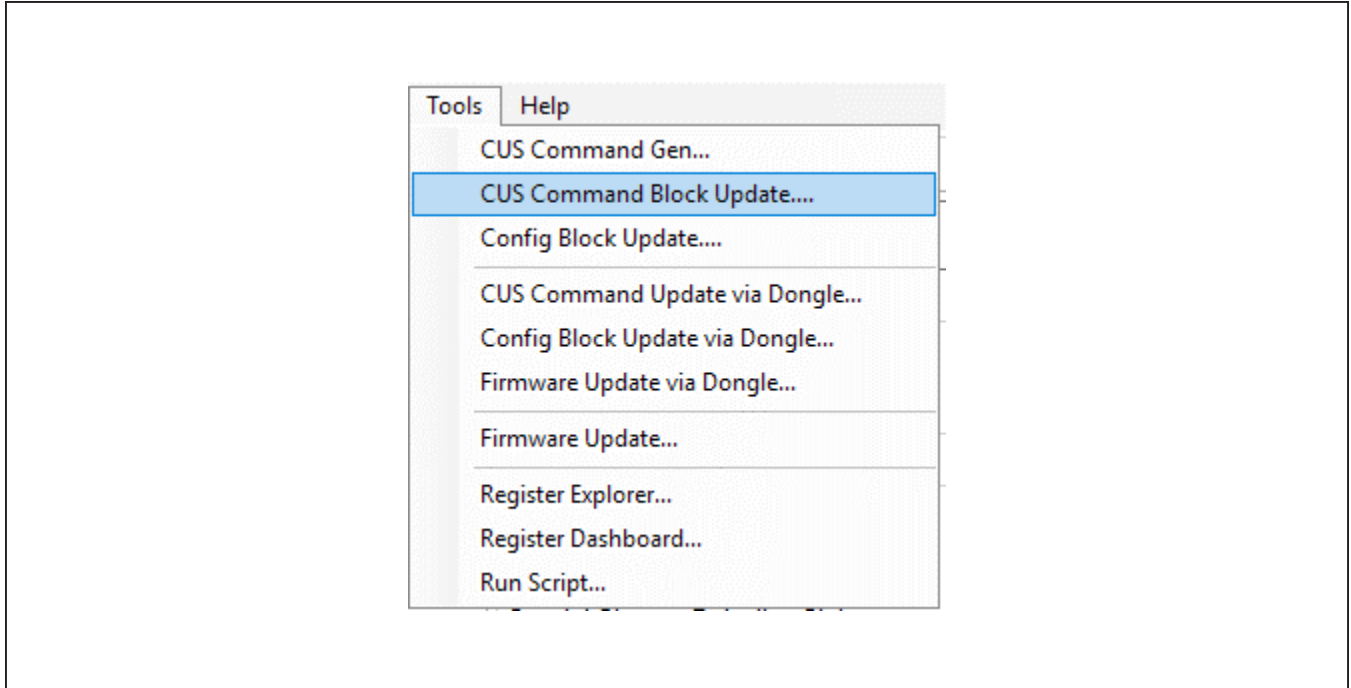 Tools Help
CUS Command Gen...
CUS Command Block Update....
Config Block Update....
CUS Command Update via Dongle...
Config Block Update via Dongle...
Firmware Update via Dongle...
Firmware Update...
Register Explorer...
Register Dashboard...
Run Script...